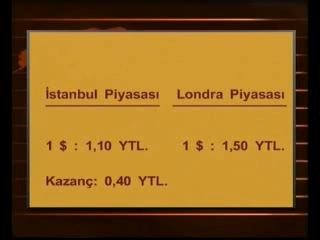 İstanbul Piyasası Londra Piyasası
1 $ : 1,10 YTL. 1 $ : 1,50 YTL.
Kazanç: 0,40 YTL.